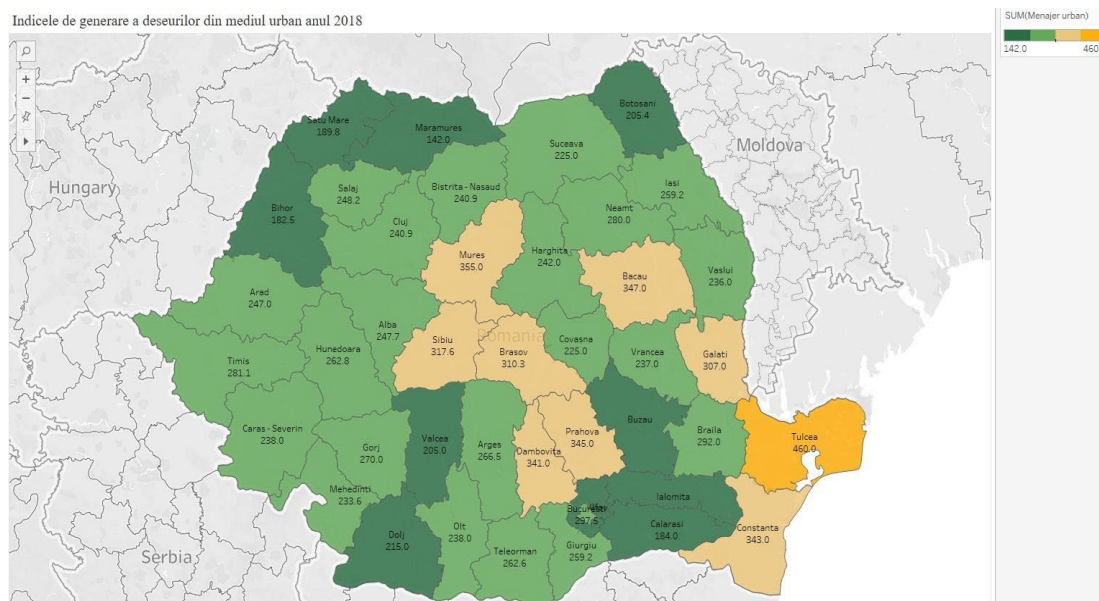 Indicele de generare a deseurilor din mediul urban anul 2018
SUM(Menajer urban)
142.0
460
Hungary
Moldova
Romania
Serbia
Satu Mare
189.8
Maramures
142.0
Botosani
205.4
Suceava
225.0
Bihor
182.5
Salaj
248.2
Bistrita - Nasaud
240.9
Cluj
240.9
Iasi
259.2
Neamt
280.0
Mures
355.0
Harghita
242.0
Bacau
347.0
Vaslui
236.0
Arad
247.0
Alba
247.7
Sibiu
317.6
Brasov
310.3
Covasna
225.0
Vrancea
237.0
Galati
307.0
Timis
281.1
Hunedoara
262.8
Caras - Severin
238.0
Gorj
270.0
Valcea
205.0
Arges
266.5
Dambovita
341.0
Prahova
345.0
Buzau
Braila
292.0
Tulcea
460.0
Mehedinti
233.6
Dolj
215.0
Olt
238.0
Teleorman
262.6
Giurgiu
259.2
Bucuresti
297.5
Ialomita
Calarasi
184.0
Constanta
343.0